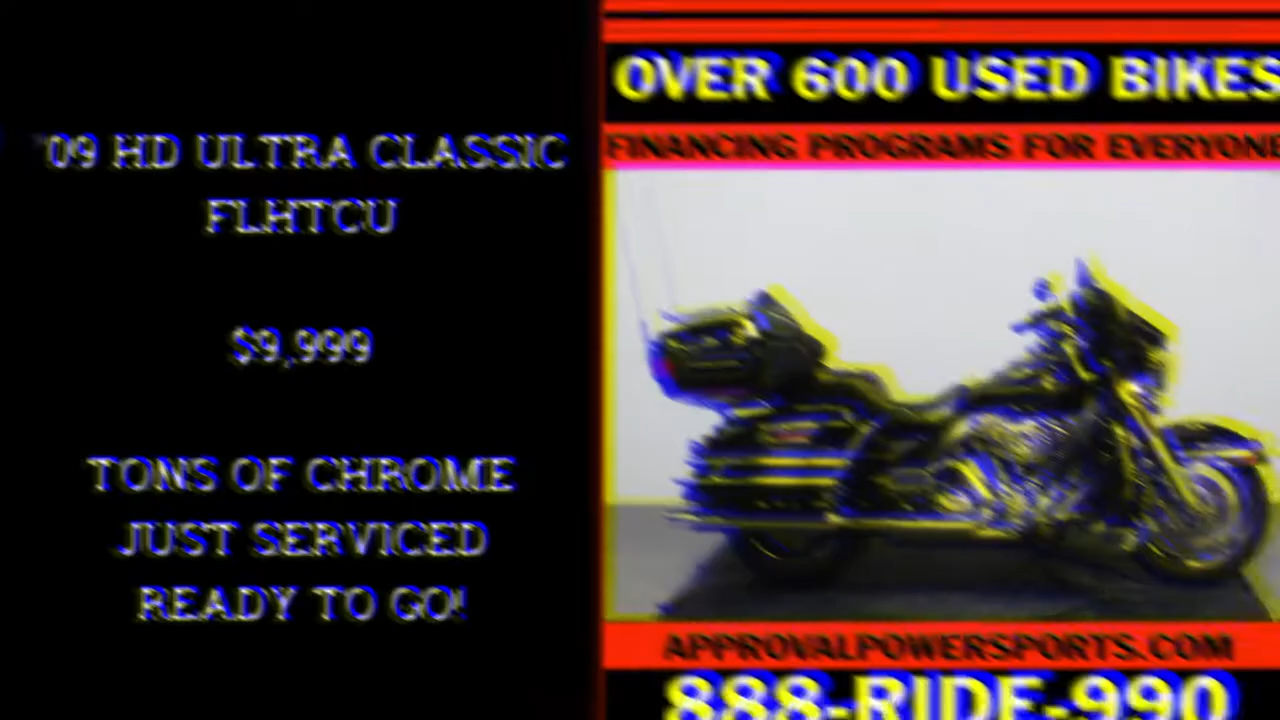 '09 HD ULTRA CLASSIC
FLHTCU
$9,999
TONS OF CHROME
JUST SERVICED
READY TO GO!
OVER 600 USED BIKES
FINANCING PROGRAMS FOR EVERYONE
APPROVALPOWERSPORTS.COM
888-RIDE-990